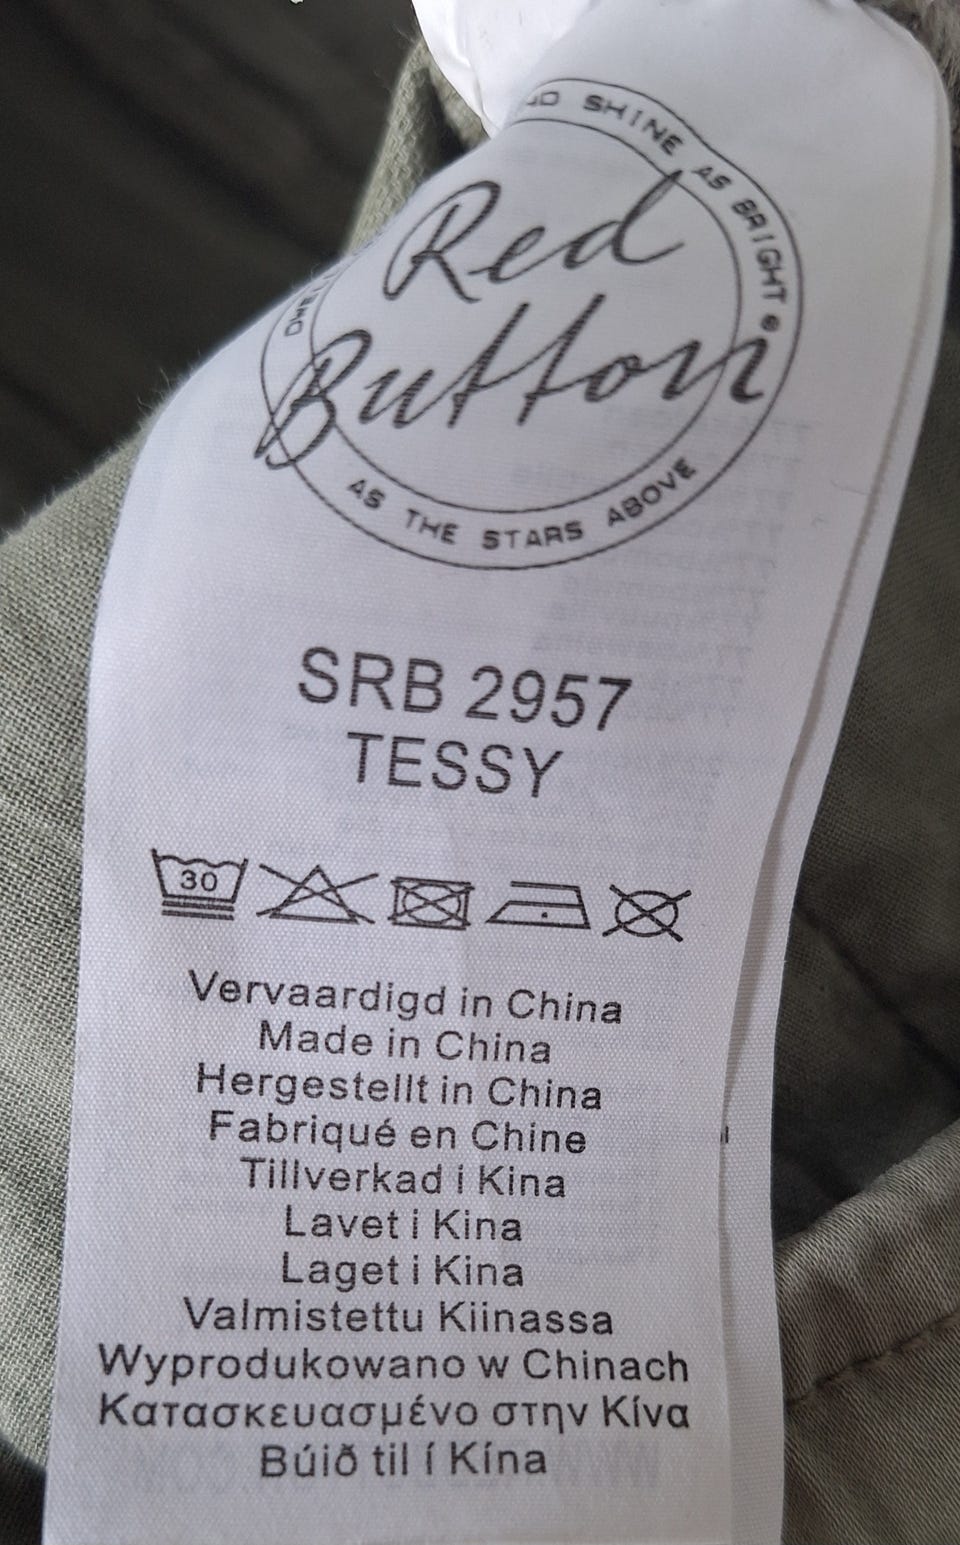 SHINE AS BRIGHT
Red
Button
AS THE STARS ABOVE
SRB 2957
TESSY
30
Vervaardigd in China
Made in China
Hergestellt in China
Fabriqué en Chine
Tillverkad i Kina
Lavet i Kina
Laget i Kina
Valmistettu Kiinassa
Wyprodukowano w Chinach
Κατασκευασμένο στην Κίνα
Búið til í Kína